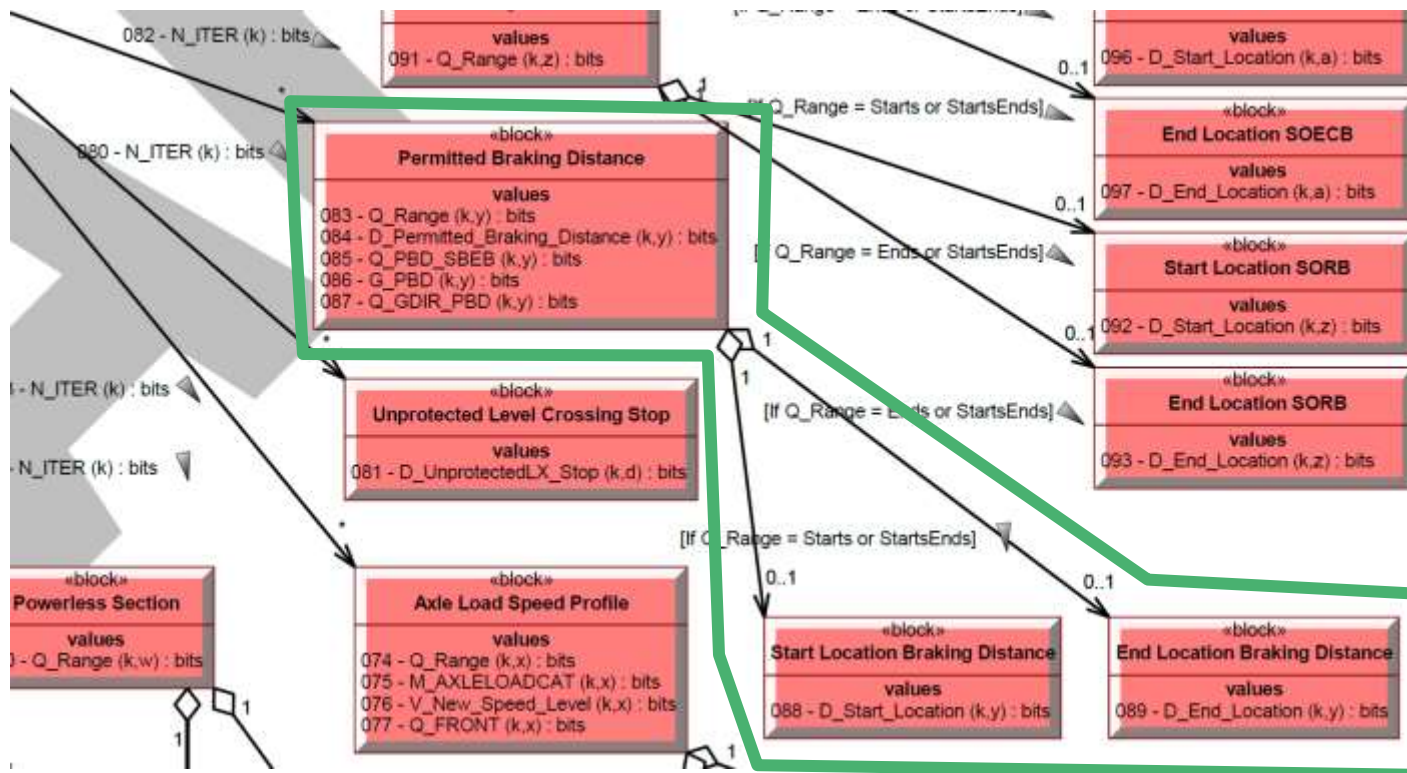 082 - N_ITER (k) : bits
values
091 - Q_Range (k,z) : bits
1
values
096 - D_Start_Location (k,a) : bits
0..1
[If Q_Range = Starts or StartsEnds]
«block»
End Location SOECB
values
097 - D_End_Location (k,a) : bits
0..1
*
080 - N_ITER (k) : bits
«block»
Permitted Braking Distance
values
083 - Q_Range (k,y) : bits
084 - D_Permitted_Braking_Distance (k,y) : bits
085 - Q_PBD_SBEB (k,y) : bits
086 - G_PBD (k,y) : bits
087 - Q_GDIR_PBD (k,y) : bits
Q_Range = Ends or StartsEnds]
«block»
Start Location SORB
values
092 - D_Start_Location (k,z) : bits
0..1
*
1
1
- N_ITER (k) : bits
«block»
Unprotected Level Crossing Stop
values
081 - D_UnprotectedLX_Stop (k,d) : bits
[If Q_Range = Ends or StartsEnds]
«block»
End Location SORB
values
093 - D_End_Location (k,z) : bits
- N_ITER (k) : bits
*
[If Q_Range = Starts or StartsEnds]
0..1
0..1
«block»
Powerless Section
values
- Q_Range (k,w) : bits
1
1
«block»
Axle Load Speed Profile
values
074 - Q_Range (k,x) : bits
075 - M_AXLELOADCAT (k,x) : bits
076 - V_New_Speed_Level (k,x) : bits
077 - Q_FRONT (k,x) : bits
1
«block»
Start Location Braking Distance
values
088 - D_Start_Location (k,y) : bits
«block»
End Location Braking Distance
values
089 - D_End_Location (k,y) : bits